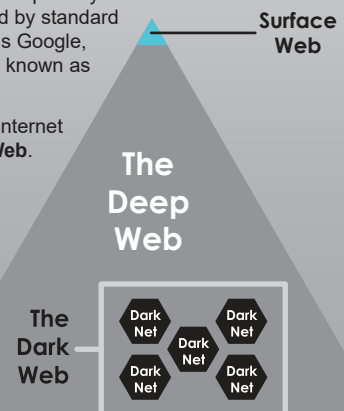 d by standard
s Google,
known as
nternet
Web.
Surface
Web
The
Deep
Web
The
Dark
Web
Dark
Net
Dark
Net
Dark
Net
Dark
Net
Dark
Net